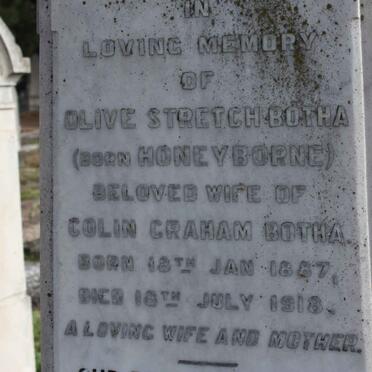 IN
LOVING MEMORY
OF
OLIVE STRETCH BOTHA
(BORN HONEYBORNE)
BELOVED WIFE OF
COLIN GRAHAM BOTHA.
BORN 18TH JAN 1887,
DIED 18TH JULY 1918.
A LOVING WIFE AND MOTHER.